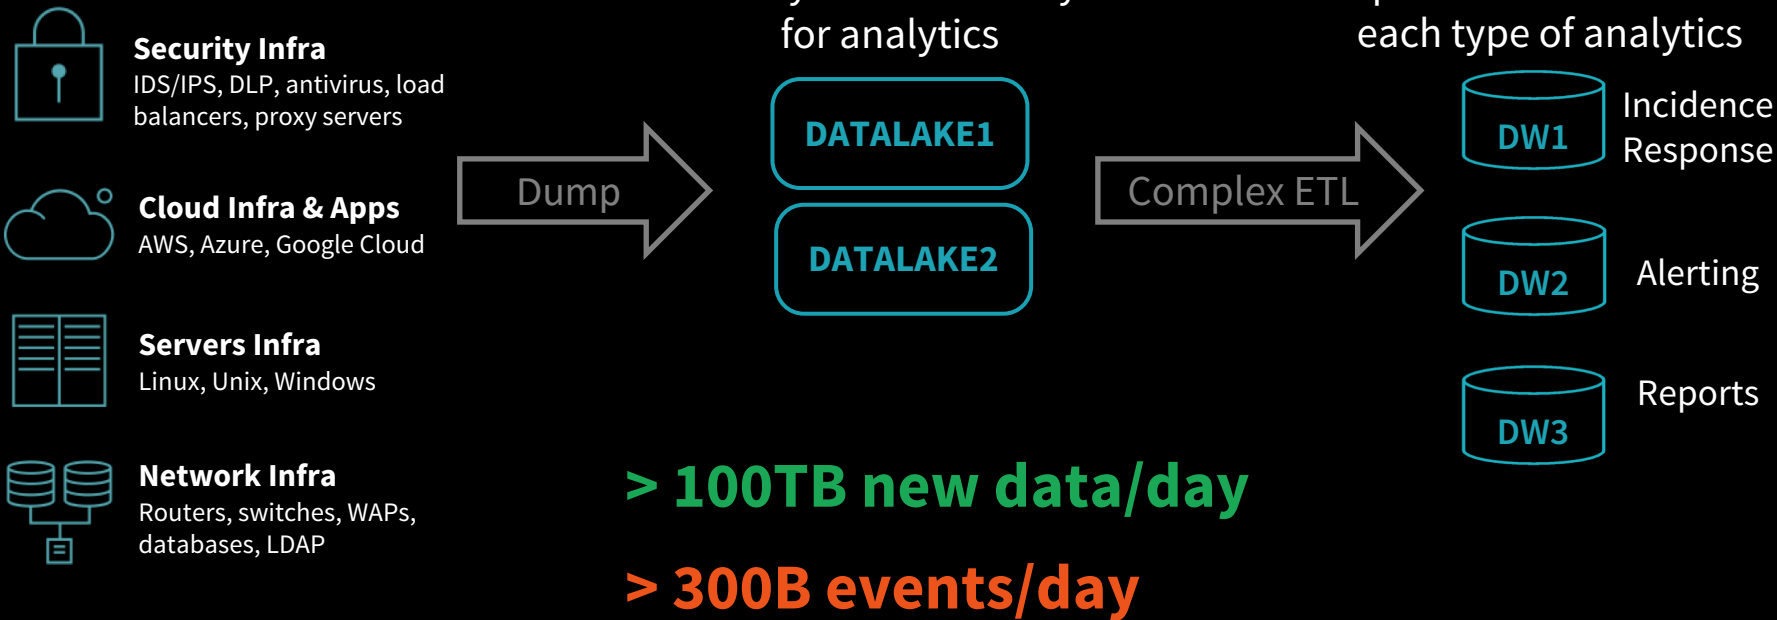 Security Infra
IDS/IPS, DLP, antivirus, load
balancers, proxy servers
Cloud Infra & Apps
AWS, Azure, Google Cloud
Servers Infra
Linux, Unix, Windows
Network Infra
Routers, switches, WAPs,
databases, LDAP
Dump
for analytics
DATALAKE1
DATALAKE2
Complex ETL
each type of analytics
DW1
Incidence
Response
DW2
Alerting
DW3
Reports
> 100TB new data/day
> 300B events/day